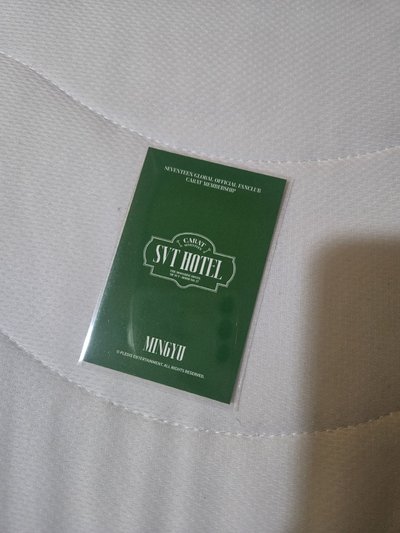 SEVENTEEN GLOBAL OFFICIAL FANCLUB
CARAT MEMBERSHIP
CARAT
SVT HOTEL
MINGYU
© PLEDIS ENTERTAINMENT. ALL RIGHTS RESERVED.